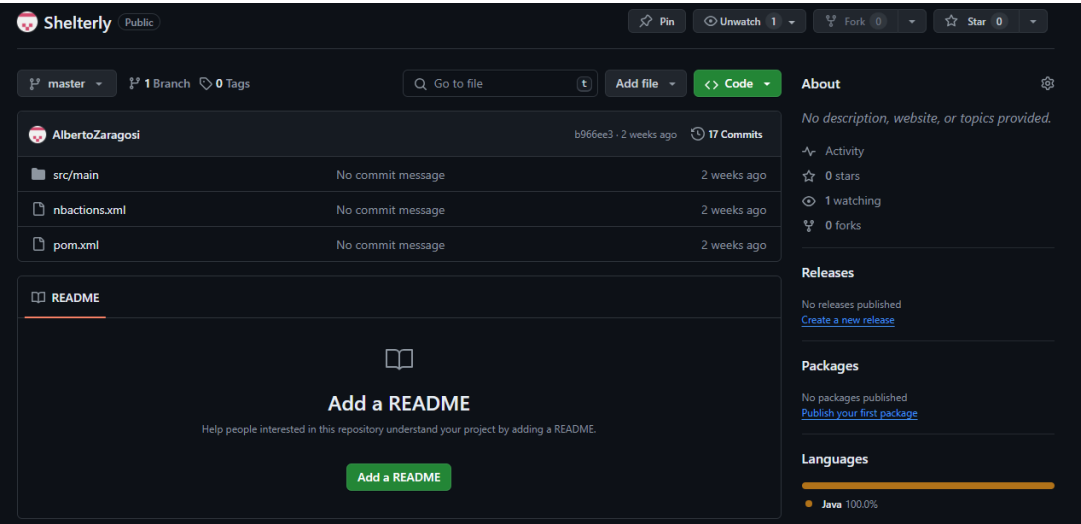 Shelterly Public
Pin
Unwatch 1
Fork 0
Star 0
master
1 Branch
0 Tags
Go to file
t
Add file
Code
AlbertoZaragosi
b966ee3 · 2 weeks ago
17 Commits
src/main No commit message 2 weeks ago
nbactions.xml No commit message 2 weeks ago
pom.xml No commit message 2 weeks ago
README
Add a README
Help people interested in this repository understand your project by adding a README.
Add a README
About
No description, website, or topics provided.
Activity
0 stars
1 watching
0 forks
Releases
No releases published
Create a new release
Packages
No packages published
Publish your first package
Languages
Java 100.0%